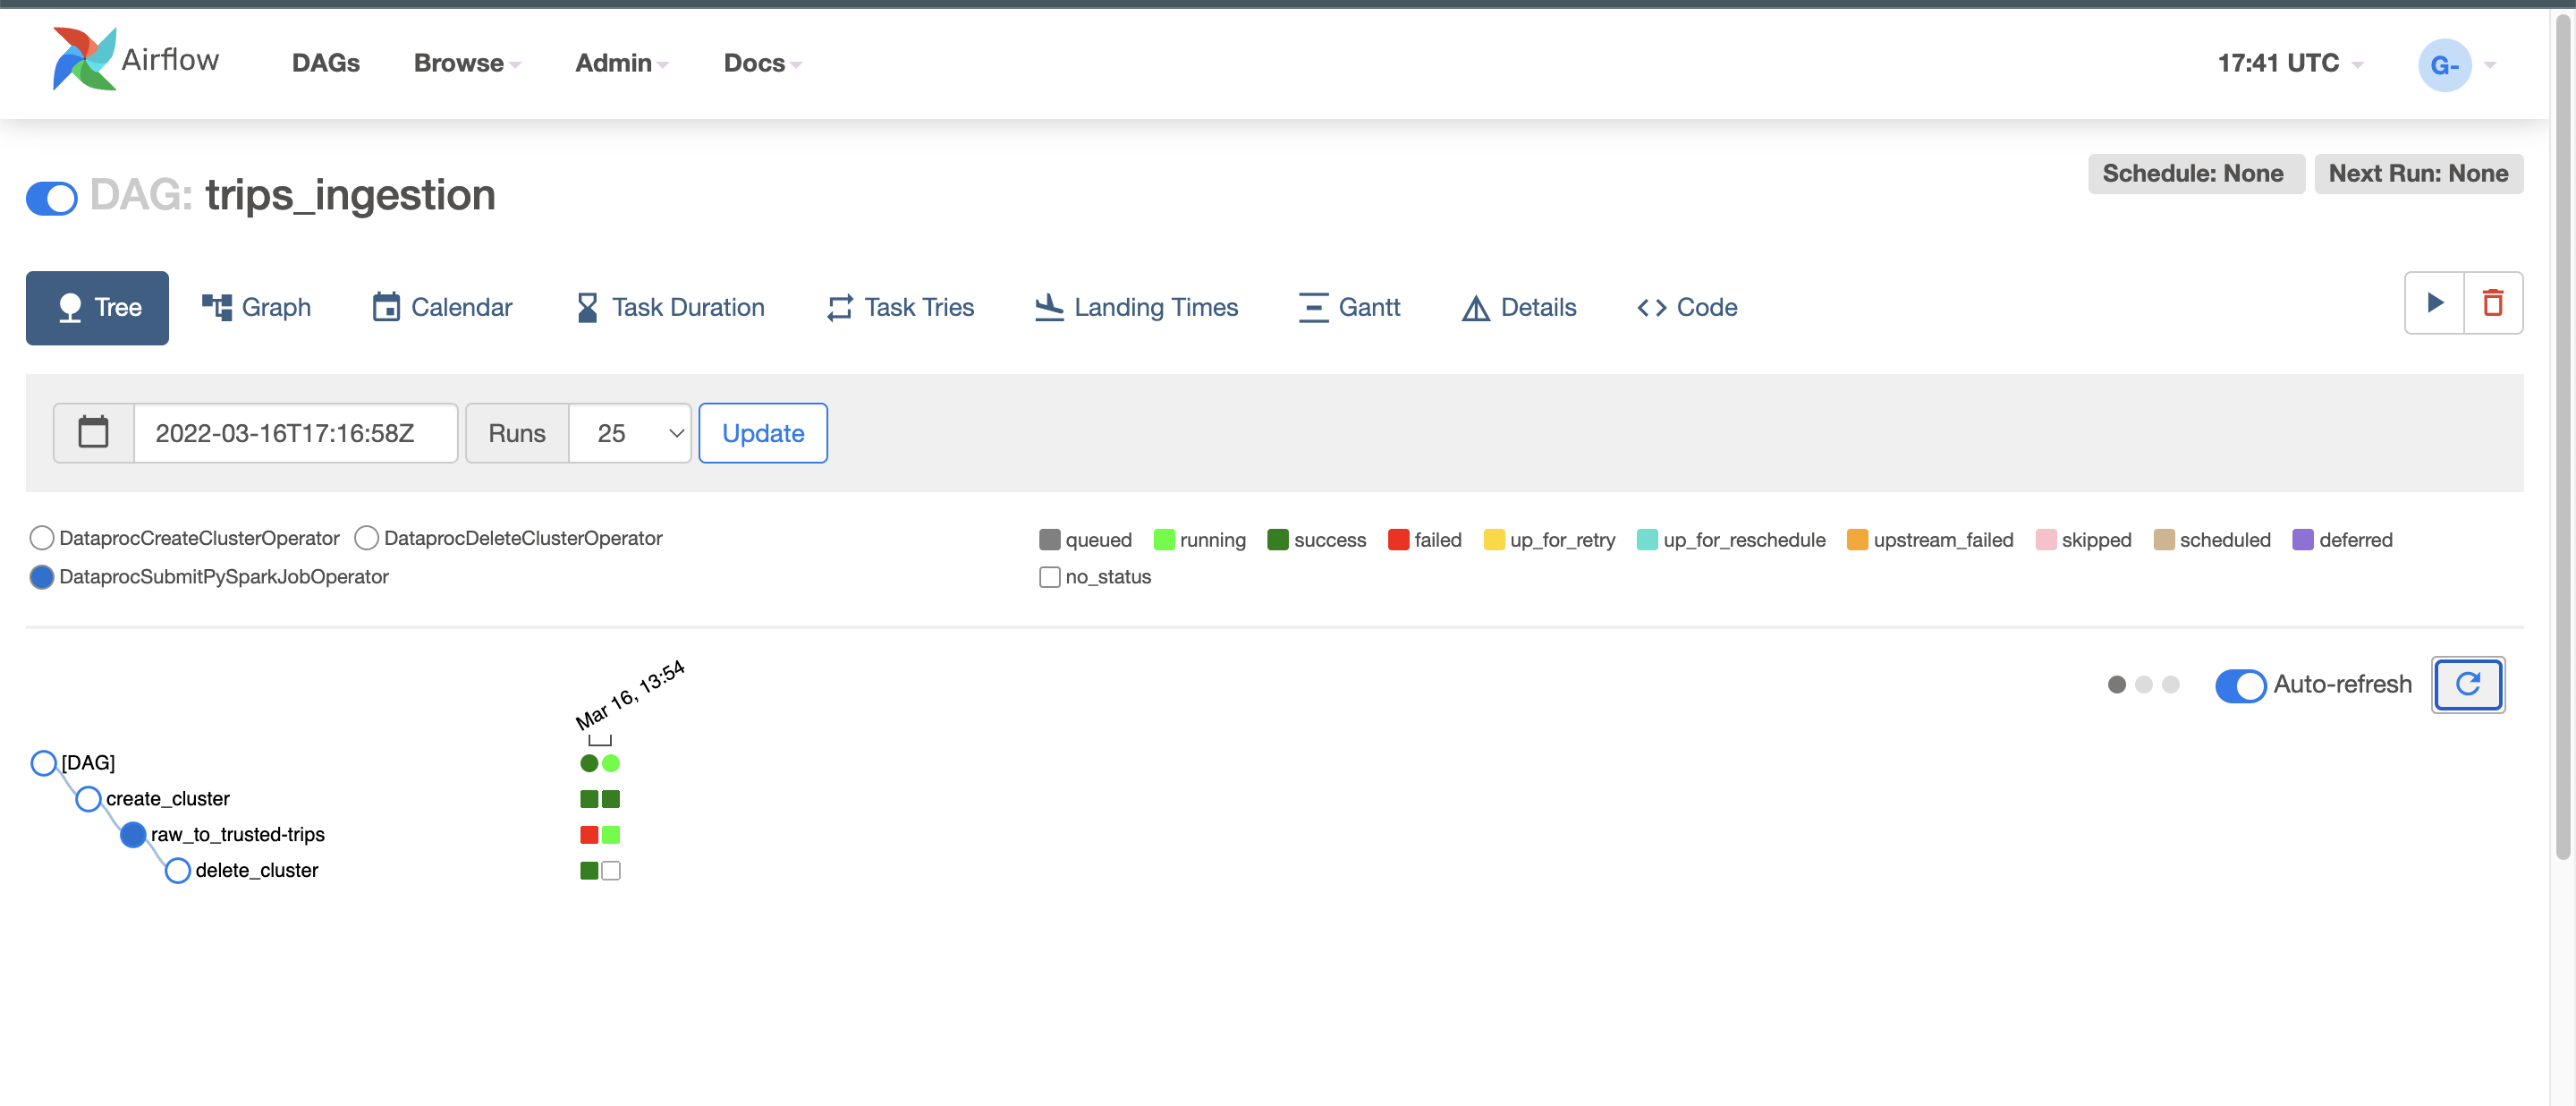 Airflow DAGs Browse Admin Docs 17:41 UTC G-
DAG: trips_ingestion Schedule: None Next Run: None
Tree Graph Calendar Task Duration Task Tries Landing Times Gantt Details <> Code
2022-03-16T17:16:58Z Runs 25 Update
DataprocCreateClusterOperator DataprocDeleteClusterOperator
DataprocSubmitPySparkJobOperator
queued running success failed up_for_retry up_for_reschedule upstream_failed skipped scheduled deferred
no_status
Mar 16, 13:54
Auto-refresh
[DAG]
create_cluster
raw_to_trusted-trips
delete_cluster